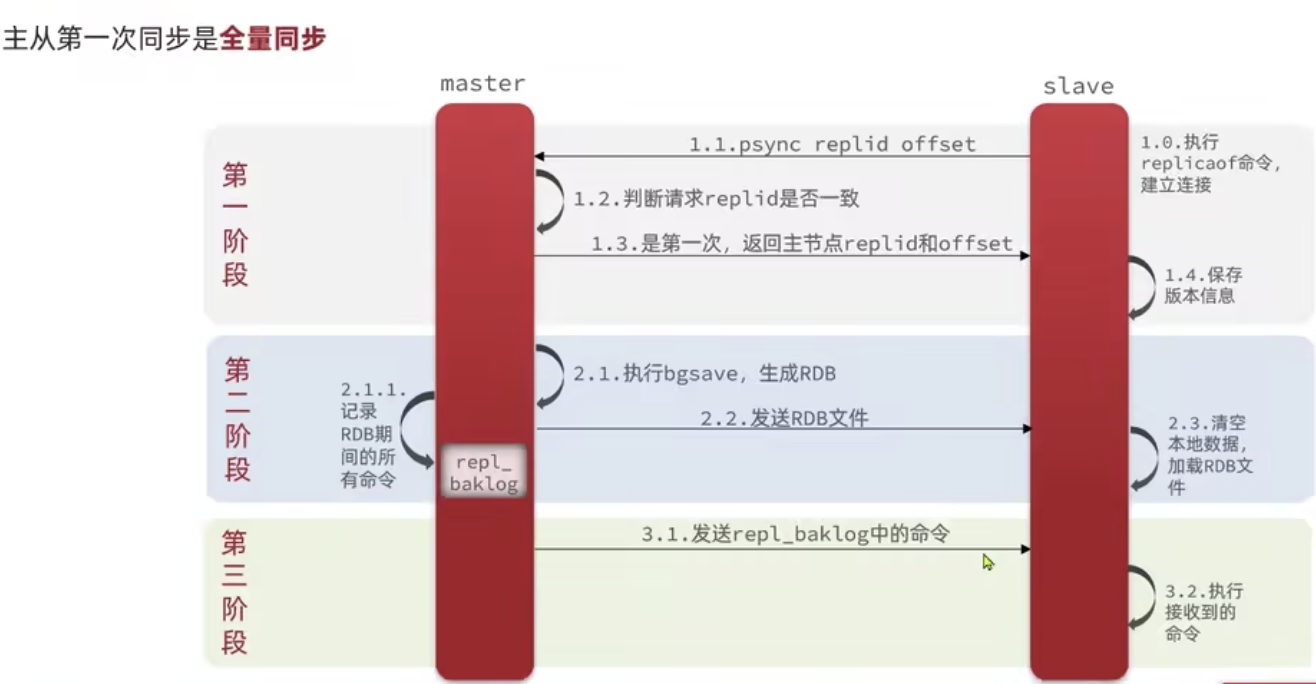 主从第一次同步是全量同步
master
slave
第一阶段
1.1.psync replid offset
1.0.执行
replicaof命令,
建立连接
1.2.判断请求replid是否一致
1.3.是第一次，返回主节点replid和offset
1.4.保存
版本信息
第二阶段
2.1.执行bgsave，生成RDB
2.1.1.
记录
RDB期
间的所
有命令
2.2.发送RDB文件
2.3.清空
本地数据，
加载RDB文
件
repl_
baklog
第三阶段
3.1.发送repl_baklog中的命令
3.2.执行
接收到的
命令